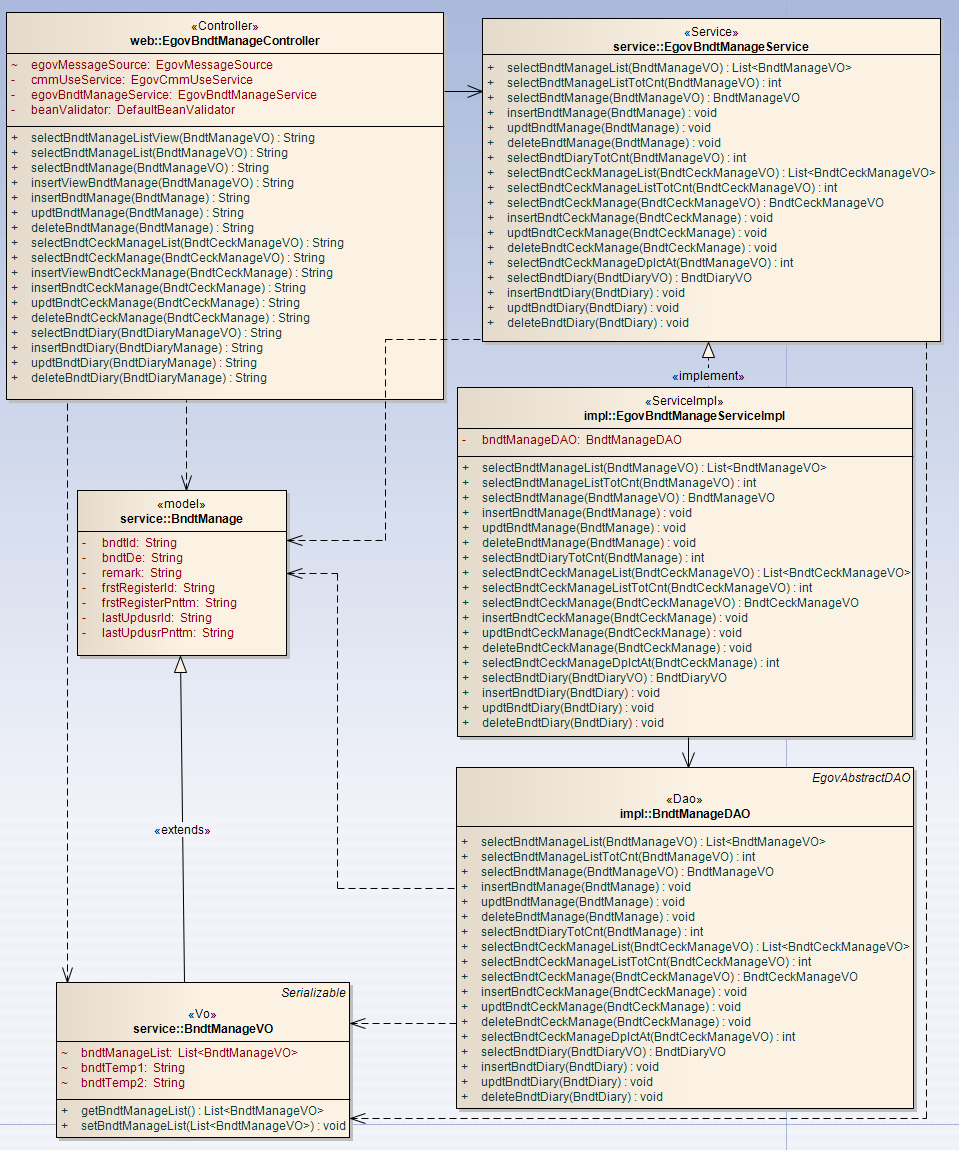 «Controller»
web::EgovBndtManageController
~ egovMessageSource: EgovMessageSource
- cmmUseService: EgovCmmUseService
- egovBndtManageService: EgovBndtManageService
- beanValidator: DefaultBeanValidator
+ selectBndtManageListView(BndtManageVO) : String
+ selectBndtManageList(BndtManageVO) : String
+ selectBndtManage(BndtManageVO) : String
+ insertViewBndtManage(BndtManageVO) : String
+ insertBndtManage(BndtManage) : String
+ updtBndtManage(BndtManage) : String
+ deleteBndtManage(BndtManage) : String
+ selectBndtCeckManageList(BndtCeckManageVO) : String
+ selectBndtCeckManage(BndtCeckManageVO) : String
+ insertViewBndtCeckManage(BndtCeckManage) : String
+ insertBndtCeckManage(BndtCeckManage) : String
+ updtBndtCeckManage(BndtCeckManage) : String
+ deleteBndtCeckManage(BndtCeckManage) : String
+ selectBndtDiary(BndtDiaryManageVO) : String
+ insertBndtDiary(BndtDiaryManage) : String
+ updtBndtDiary(BndtDiaryManage) : String
+ deleteBndtDiary(BndtDiaryManage) : String
«Service»
service::EgovBndtManageService
+ selectBndtManageList(BndtManageVO) : List<BndtManageVO>
+ selectBndtManageListTotCnt(BndtManageVO) : int
+ selectBndtManage(BndtManageVO) : BndtManageVO
+ insertBndtManage(BndtManage) : void
+ updtBndtManage(BndtManage) : void
+ deleteBndtManage(BndtManage) : void
+ selectBndtDiaryTotCnt(BndtManageVO) : int
+ selectBndtCeckManageList(BndtCeckManageVO) : List<BndtCeckManageVO>
+ selectBndtCeckManageListTotCnt(BndtCeckManageVO) : int
+ selectBndtCeckManage(BndtCeckManageVO) : BndtCeckManageVO
+ insertBndtCeckManage(BndtCeckManage) : void
+ updtBndtCeckManage(BndtCeckManage) : void
+ deleteBndtCeckManage(BndtCeckManage) : void
+ selectBndtCeckManageDplctAt(BndtManageVO) : int
+ selectBndtDiary(BndtDiaryVO) : BndtDiaryVO
+ insertBndtDiary(BndtDiary) : void
+ updtBndtDiary(BndtDiary) : void
+ deleteBndtDiary(BndtDiary) : void
«implement»
«ServiceImpl»
impl::EgovBndtManageServiceImpl
- bndtManageDAO: BndtManageDAO
+ selectBndtManageList(BndtManageVO) : List<BndtManageVO>
+ selectBndtManageListTotCnt(BndtManageVO) : int
+ selectBndtManage(BndtManageVO) : BndtManageVO
+ insertBndtManage(BndtManage) : void
+ updtBndtManage(BndtManage) : void
+ deleteBndtManage(BndtManage) : void
+ selectBndtDiaryTotCnt(BndtManage) : int
+ selectBndtCeckManageList(BndtCeckManageVO) : List<BndtCeckManageVO>
+ selectBndtCeckManageListTotCnt(BndtCeckManageVO) : int
+ selectBndtCeckManage(BndtCeckManageVO) : BndtCeckManageVO
+ insertBndtCeckManage(BndtCeckManage) : void
+ updtBndtCeckManage(BndtCeckManage) : void
+ deleteBndtCeckManage(BndtCeckManage) : void
+ selectBndtCeckManageDplctAt(BndtCeckManage) : int
+ selectBndtDiary(BndtDiaryVO) : BndtDiaryVO
+ insertBndtDiary(BndtDiary) : void
+ updtBndtDiary(BndtDiary) : void
+ deleteBndtDiary(BndtDiary) : void
«model»
service::BndtManage
- bndtId: String
- bndtDe: String
- remark: String
- frstRegisterId: String
- frstRegisterPnttm: String
- lastUpdusrId: String
- lastUpdusrPnttm: String
«extends»
EgovAbstractDAO
«Dao»
impl::BndtManageDAO
+ selectBndtManageList(BndtManageVO) : List<BndtManageVO>
+ selectBndtManageListTotCnt(BndtManageVO) : int
+ selectBndtManage(BndtManageVO) : BndtManageVO
+ insertBndtManage(BndtManage) : void
+ updtBndtManage(BndtManage) : void
+ deleteBndtManage(BndtManage) : void
+ selectBndtDiaryTotCnt(BndtManage) : int
+ selectBndtCeckManageList(BndtCeckManageVO) : List<BndtCeckManageVO>
+ selectBndtCeckManageListTotCnt(BndtCeckManageVO) : int
+ selectBndtCeckManage(BndtCeckManageVO) : BndtCeckManageVO
+ insertBndtCeckManage(BndtCeckManage) : void
+ updtBndtCeckManage(BndtCeckManage) : void
+ deleteBndtCeckManage(BndtCeckManage) : void
+ selectBndtCeckManageDplctAt(BndtCeckManageVO) : int
+ selectBndtDiary(BndtDiaryVO) : BndtDiaryVO
+ insertBndtDiary(BndtDiary) : void
+ updtBndtDiary(BndtDiary) : void
+ deleteBndtDiary(BndtDiary) : void
Serializable
«Vo»
service::BndtManageVO
~ bndtManageList: List<BndtManageVO>
~ bndtTemp1: String
~ bndtTemp2: String
+ getBndtManageList() : List<BndtManageVO>
+ setBndtManageList(List<BndtManageVO>) : void